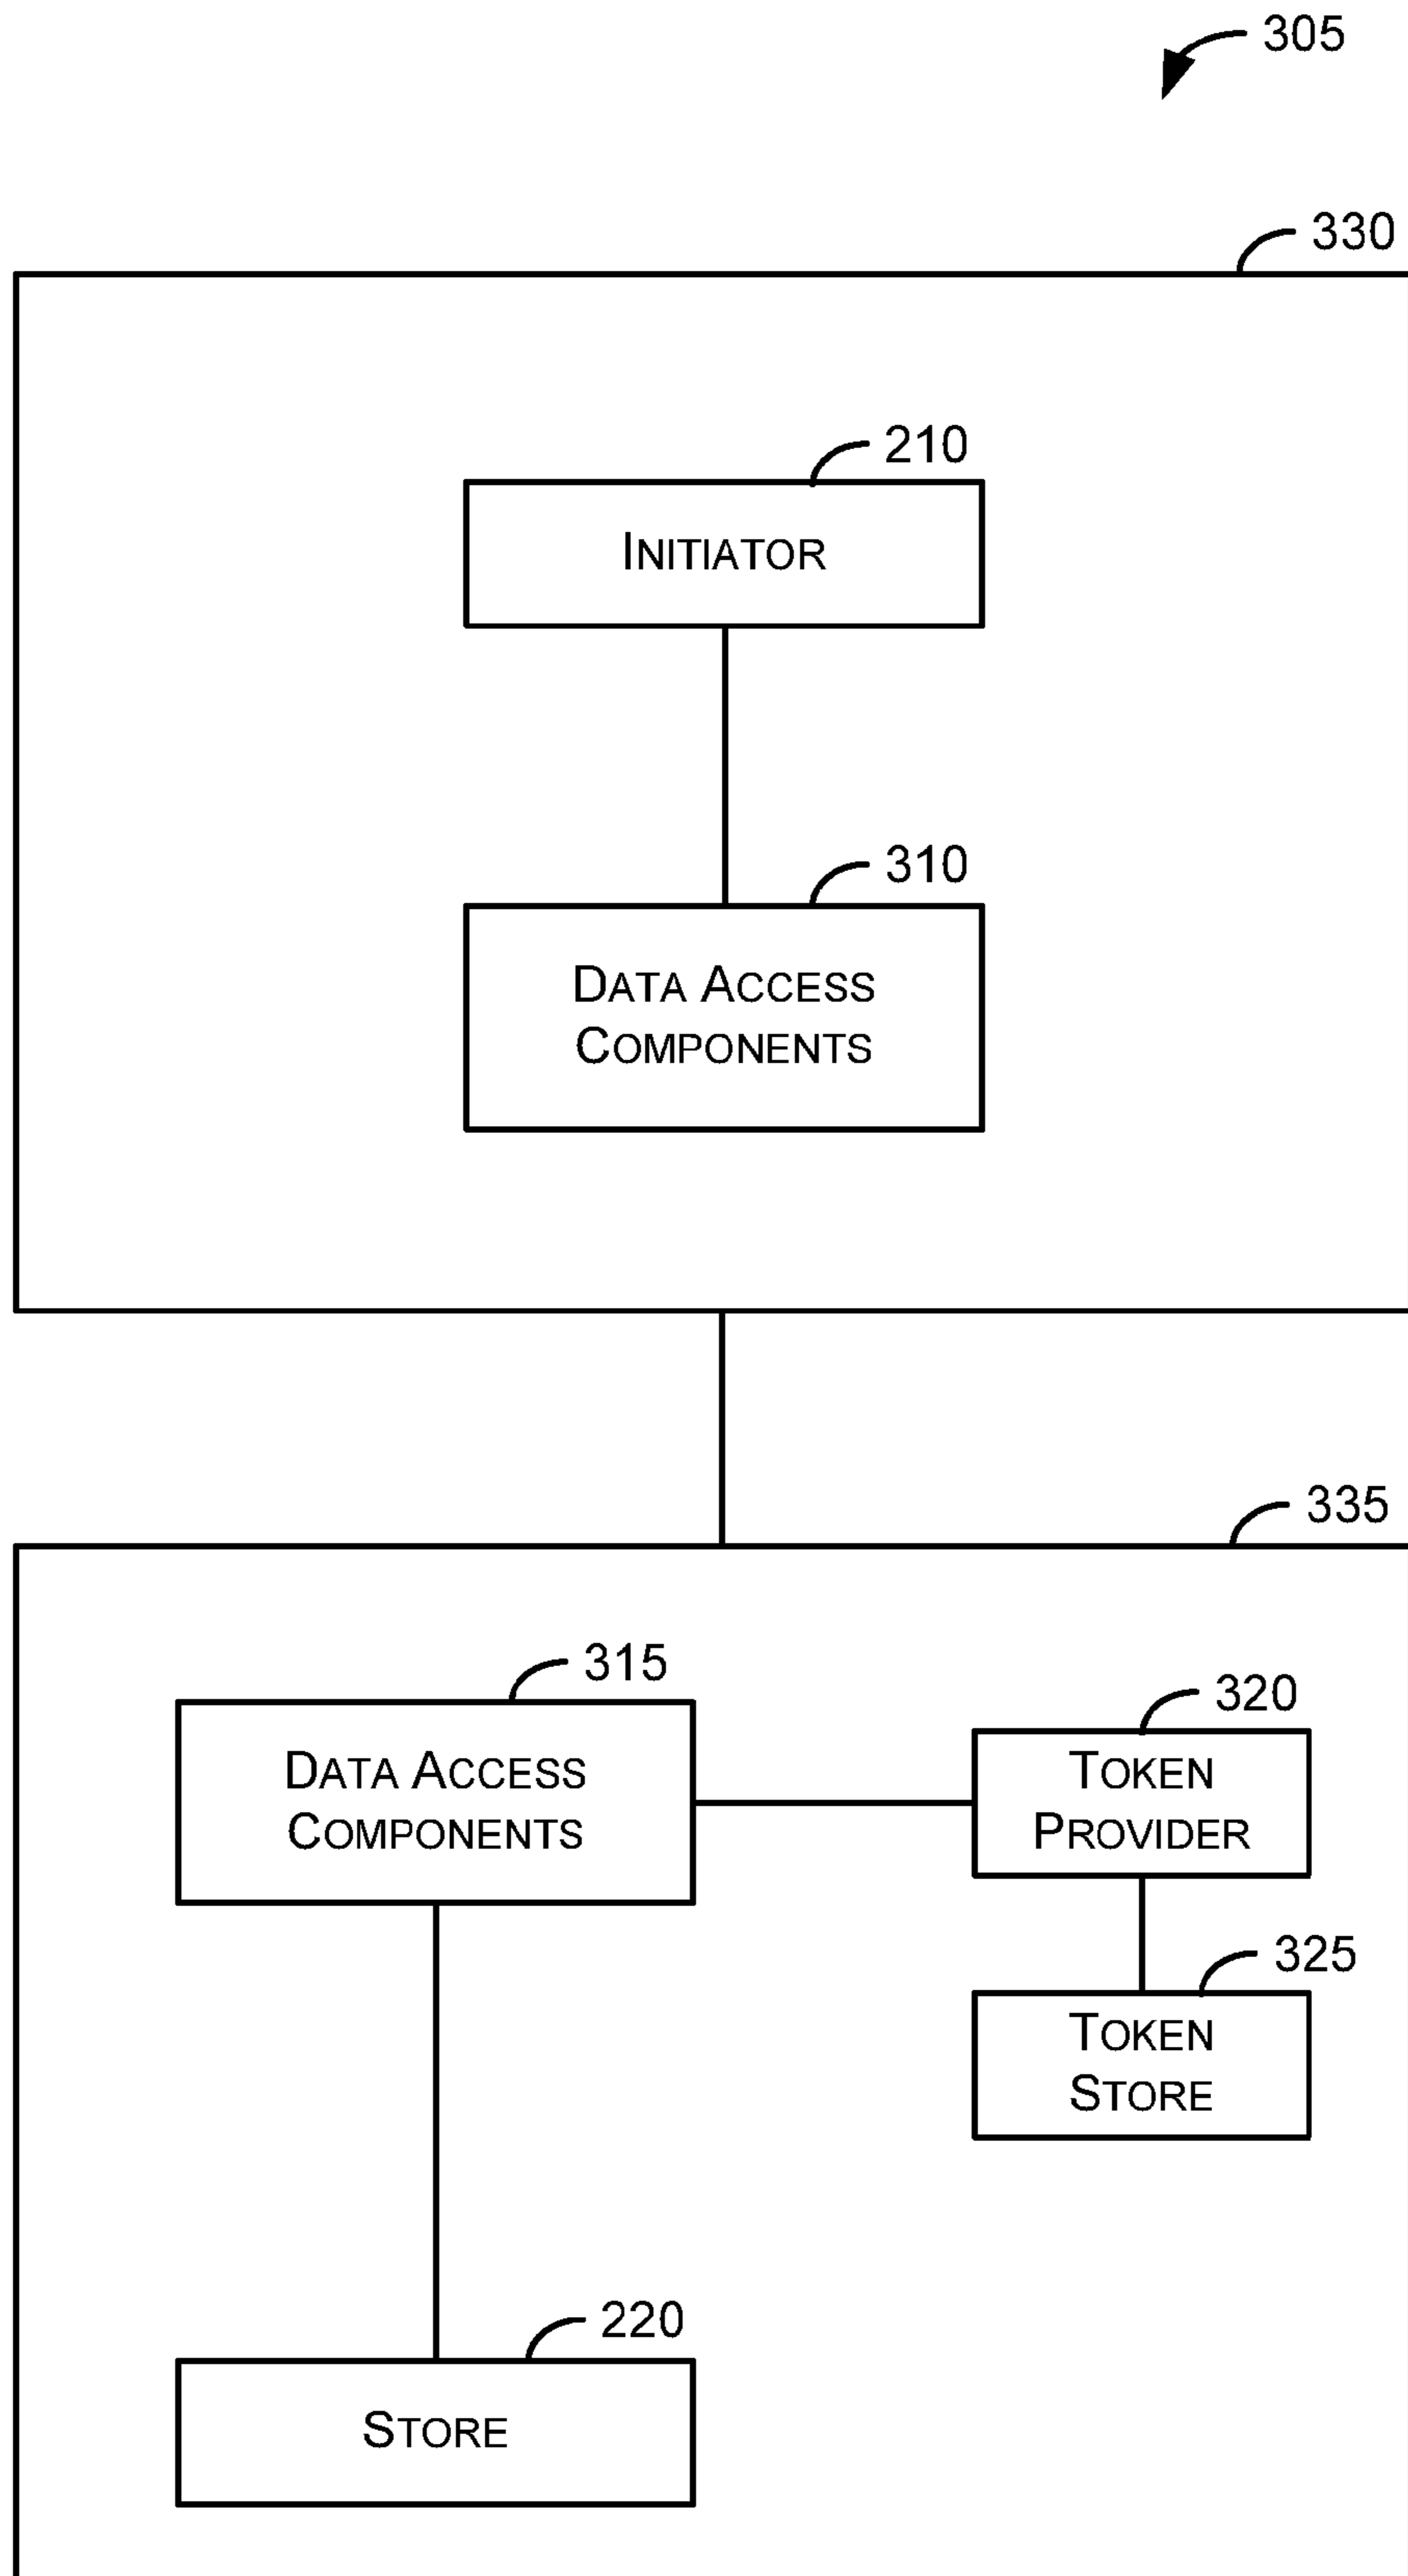 305
330
210
INITIATOR
310
DATA ACCESS
COMPONENTS
335
315
320
DATA ACCESS
COMPONENTS
TOKEN
PROVIDER
325
TOKEN
STORE
220
STORE